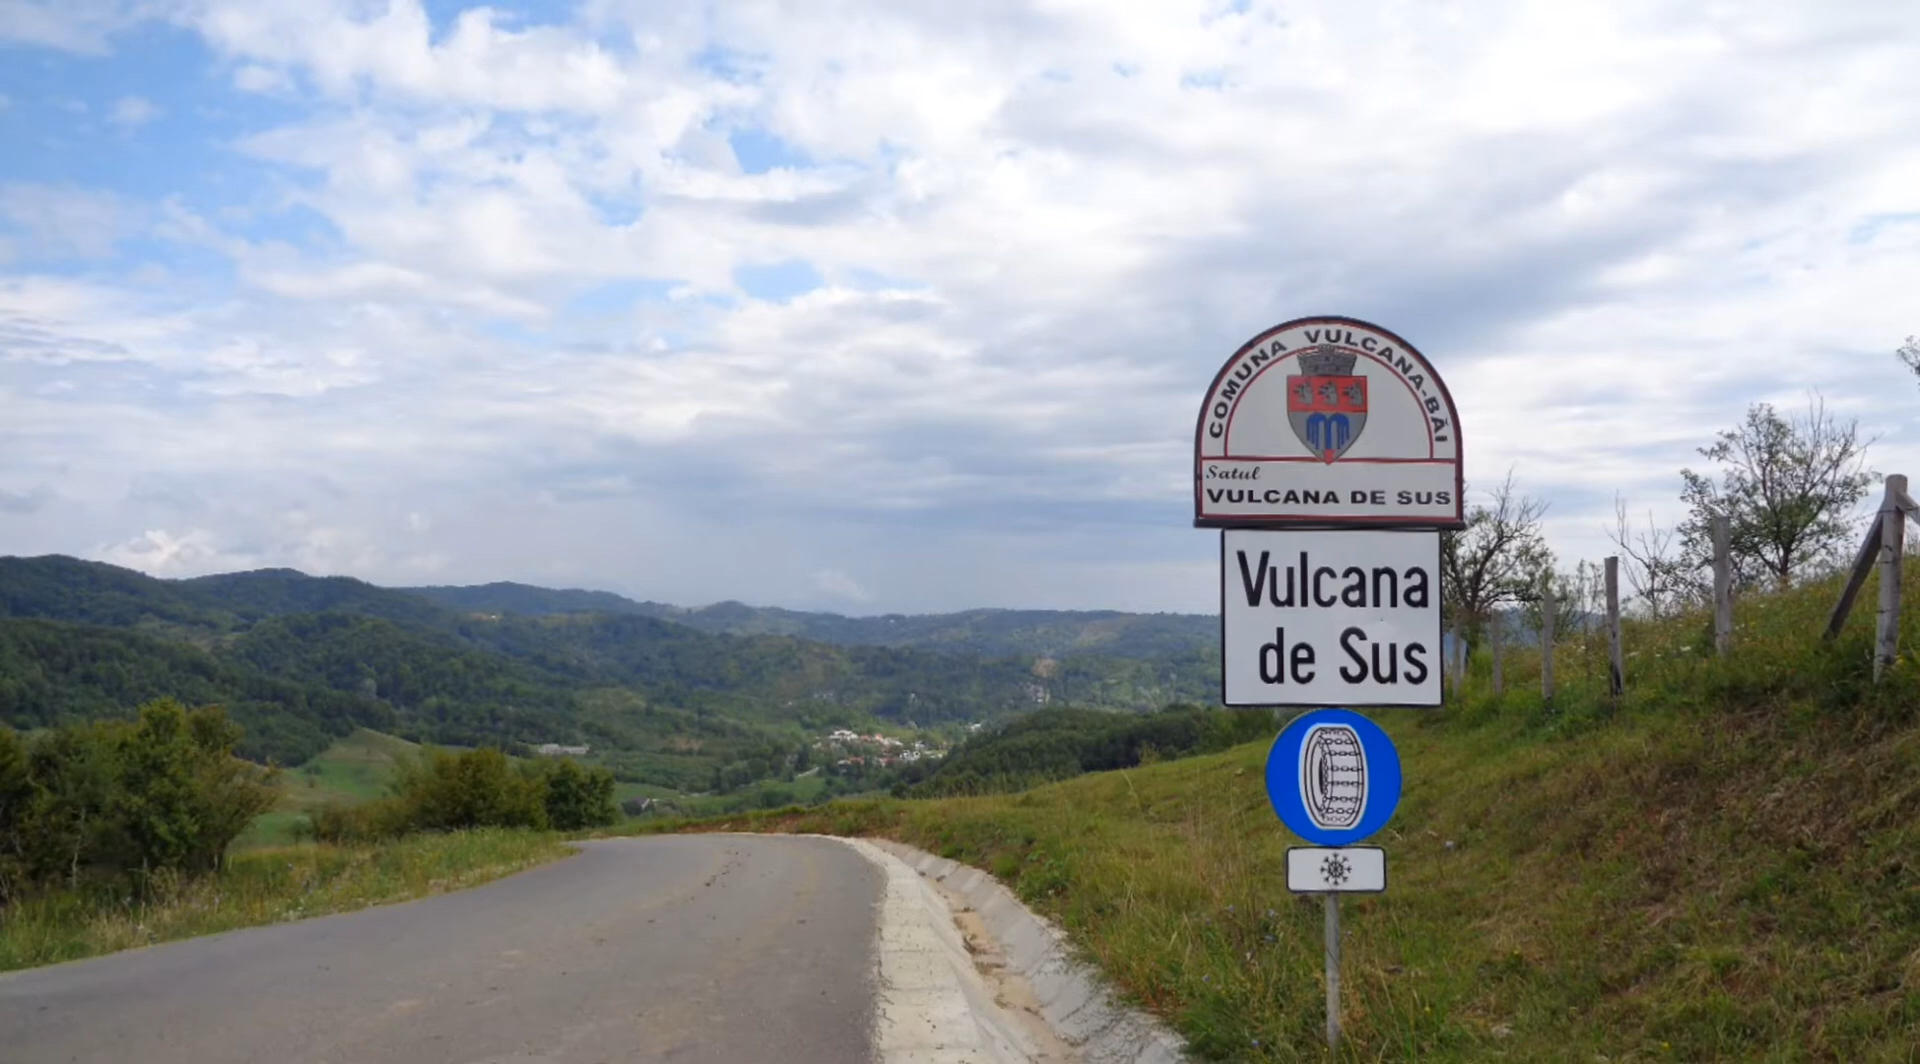 COMUNA VULCANA-BĂI
Satul
VULCANA DE SUS
Vulcana
de Sus